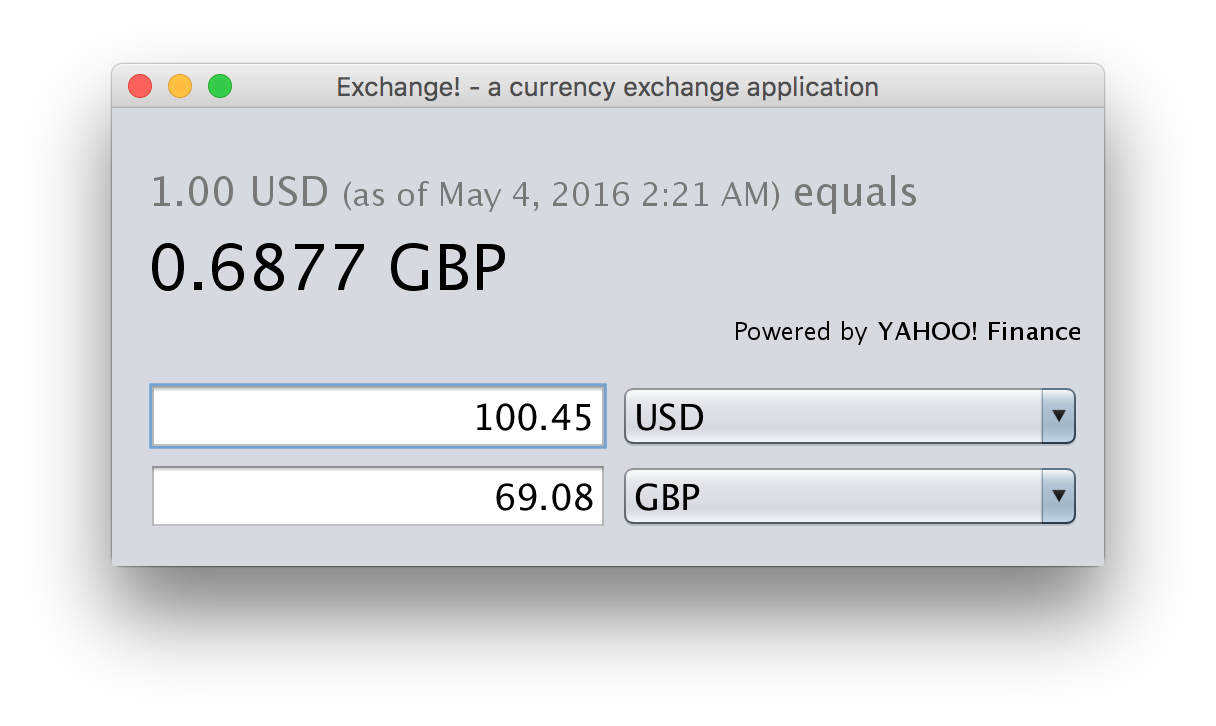 Exchange! - a currency exchange application
1.00 USD (as of May 4, 2016 2:21 AM) equals
0.6877 GBP
Powered by YAHOO! Finance
100.45 USD
69.08 GBP